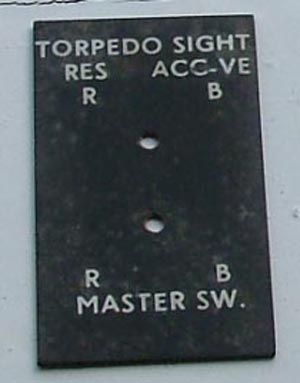 TORPEDO SIGHT
RES ACC-VE
R B
R B
MASTER SW.